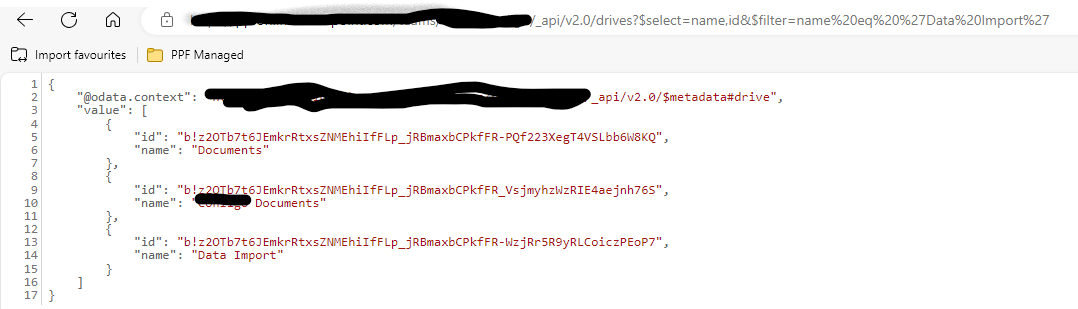 /_api/v2.0/drives?$select=name,id&$filter=name%20eq%20%27Data%20Import%27
Import favourites PPF Managed
1 {
2 "@odata.context": _api/v2.0/$metadata#drive",
3 "value": [
4 {
5 "id": "b!z2OTb7t6JEmkrRtxsZNMEhiIfFLp_jRBmaxbCPkfFR-PQf223XegT4VSLbb6W8KQ",
6 "name": "Documents"
7 },
8 {
9 "id": "b!z2OTb7t6JEmkrRtxsZNMEhiIfFLp_jRBmaxbCPkfFR_VsjmyhzWzRIE4aejnh76S",
10 "name": " Documents"
11 },
12 {
13 "id": "b!z2OTb7t6JEmkrRtxsZNMEhiIfFLp_jRBmaxbCPkfFR-WzjRr5R9yRLCoiczPEoP7",
14 "name": "Data Import"
15 }
16 ]
17 }